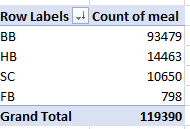 Row Labels Count of meal
BB 93479
HB 14463
SC 10650
FB 798
Grand Total 119390